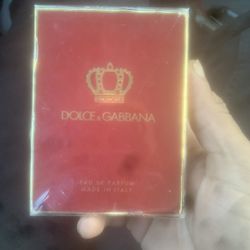 DOLCE & GABBANA
EAU DE PARFUM
MADE IN ITALY